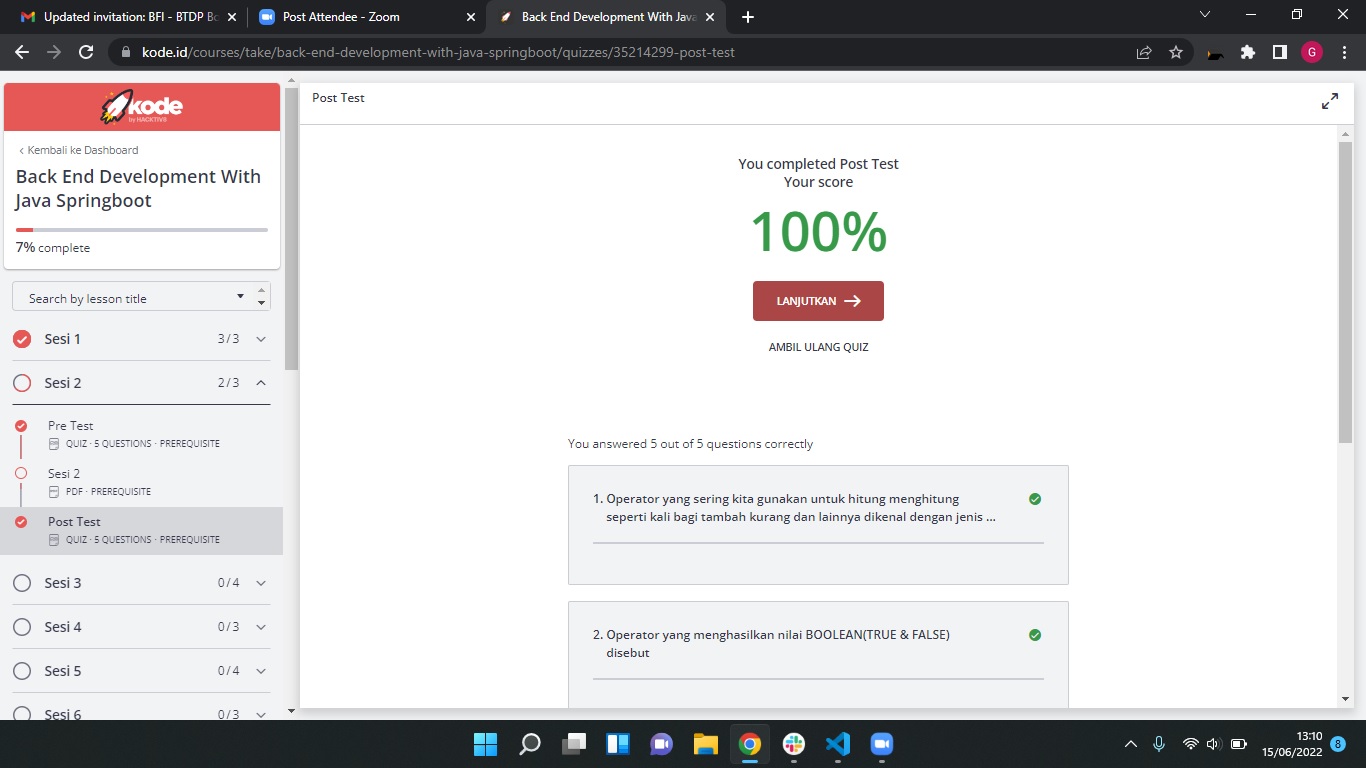 Updated invitation: BFI - BTDP Bo
Post Attendee - Zoom
Back End Development With Java
kode.id/courses/take/back-end-development-with-java-springboot/quizzes/35214299-post-test
G
kode
by HACKTIV8
Kembali ke Dashboard
Back End Development With
Java Springboot
7% complete
Search by lesson title
Sesi 1
3 / 3
Sesi 2
2 / 3
Pre Test
QUIZ · 5 QUESTIONS · PREREQUISITE
Sesi 2
PDF · PREREQUISITE
Post Test
QUIZ · 5 QUESTIONS · PREREQUISITE
Sesi 3
0 / 4
Sesi 4
0 / 3
Sesi 5
0 / 4
Sesi 6
0 / 3
Post Test
You completed Post Test
Your score
100%
LANJUTKAN
AMBIL ULANG QUIZ
You answered 5 out of 5 questions correctly
1. Operator yang sering kita gunakan untuk hitung menghitung
seperti kali bagi tambah kurang dan lainnya dikenal dengan jenis ...
2. Operator yang menghasilkan nilai BOOLEAN(TRUE & FALSE)
disebut
13:10
15/06/2022
8